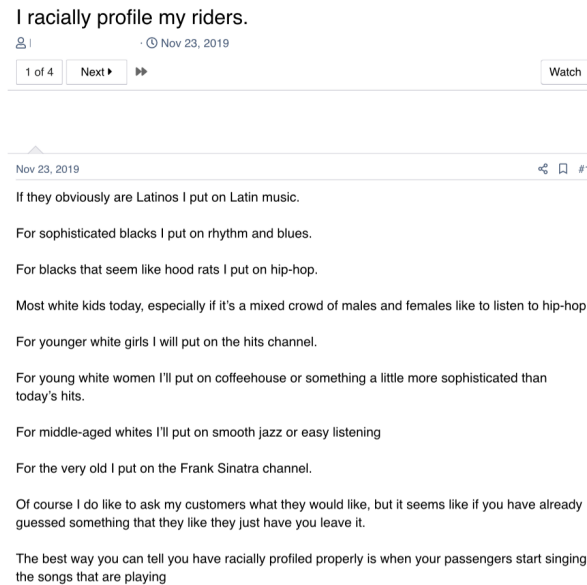 I racially profile my riders.
Nov 23, 2019
1 of 4 Next Watch
Nov 23, 2019 #
If they obviously are Latinos I put on Latin music.
For sophisticated blacks I put on rhythm and blues.
For blacks that seem like hood rats I put on hip-hop.
Most white kids today, especially if it's a mixed crowd of males and females like to listen to hip-hop
For younger white girls I will put on the hits channel.
For young white women I'll put on coffeehouse or something a little more sophisticated than
today's hits.
For middle-aged whites I'll put on smooth jazz or easy listening
For the very old I put on the Frank Sinatra channel.
Of course I do like to ask my customers what they would like, but it seems like if you have already
guessed something that they like they just have you leave it.
The best way you can tell you have racially profiled properly is when your passengers start singing
the songs that are playing